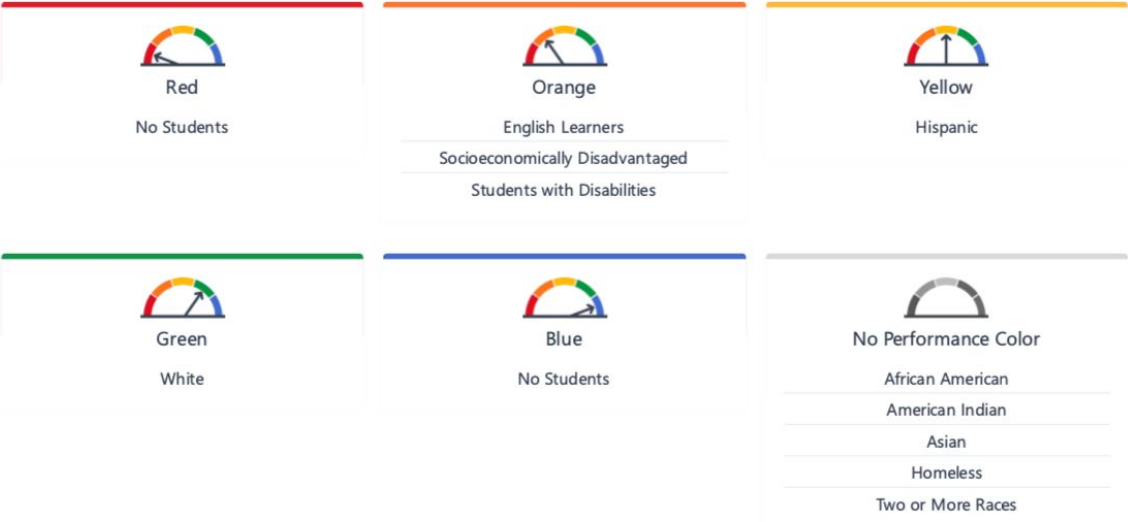 Red
No Students
Orange
English Learners
Socioeconomically Disadvantaged
Students with Disabilities
Yellow
Hispanic
Green
White
Blue
No Students
No Performance Color
African American
American Indian
Asian
Homeless
Two or More Races